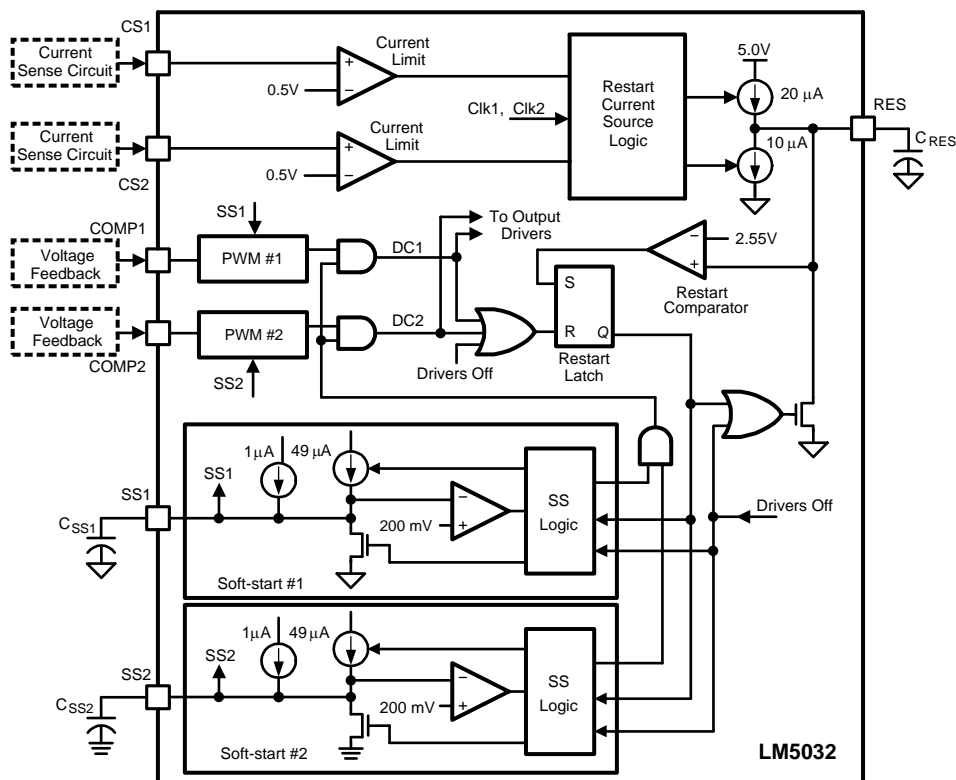 CS1
Current
Sense Circuit
0.5V
+
−
Current
Limit
Clk1, Clk2
Restart
Current
Source
Logic
5.0V
20 μA
10 μA
RES
C RES
Current
Sense Circuit
CS2
0.5V
+
−
Current
Limit
COMP1
Voltage
Feedback
SS1
PWM #1
DC1
To Output
Drivers
−
+
2.55V
Restart
Comparator
Voltage
Feedback
COMP2
PWM #2
SS2
DC2
Drivers Off
S
R Q
Restart
Latch
SS1
C SS1
SS1
1μA
49 μA
200 mV
−
+
SS
Logic
Soft-start #1
Drivers Off
SS2
C SS2
SS2
1μA
49 μA
200 mV
−
+
SS
Logic
Soft-start #2
LM5032